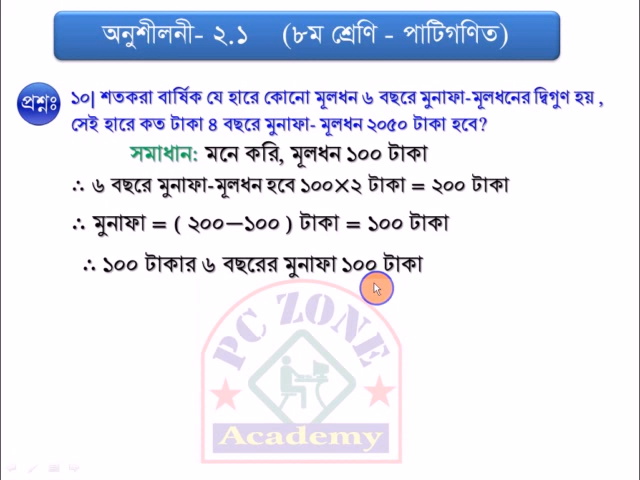 অনুশীলনী- ২.১ (৮ম শ্রেণি - পাটিগণিত)
প্রশ্নঃ ১০| শতকরা বার্ষিক যে হারে কোনো মূলধন ৬ বছরে মুনাফা-মূলধনের দ্বিগুণ হয় ,
সেই হারে কত টাকা ৪ বছরে মুনাফা- মূলধন ২০৫০ টাকা হবে?
সমাধান: মনে করি, মূলধন ১০০ টাকা
∴ ৬ বছরে মুনাফা-মূলধন হবে ১০০×২ টাকা = ২০০ টাকা
∴ মুনাফা = ( ২০০–১০০ ) টাকা = ১০০ টাকা
∴ ১০০ টাকার ৬ বছরের মুনাফা ১০০ টাকা
PC ZONE
Academy